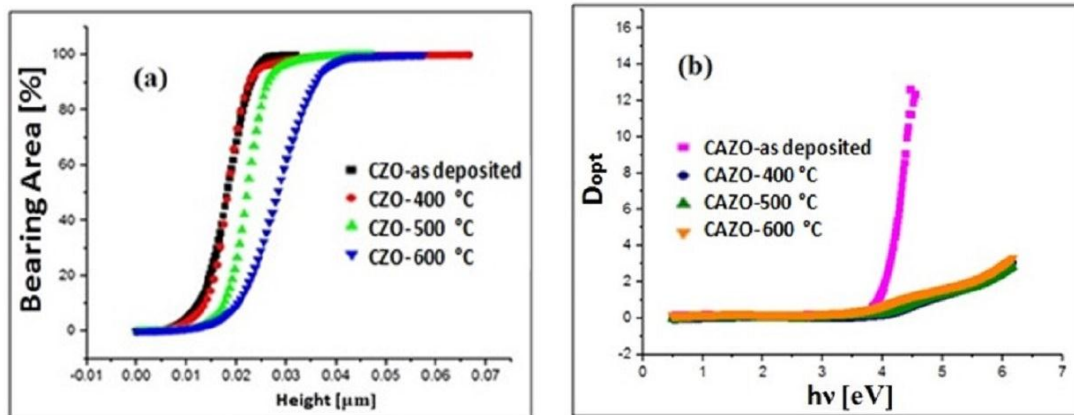 (a)
Bearing Area [%]
100
80
60
40
20
0
CZO-as deposited
CZO-400 °C
CZO-500 °C
CZO-600 °C
-0.01 0.00 0.01 0.02 0.03 0.04 0.05 0.06 0.07
Height [µm]
(b)
Dopt
16
14
12
10
8
6
4
2
0
-2
CAZO-as deposited
CAZO-400 °C
CAZO-500 °C
CAZO-600 °C
0 1 2 3 4 5 6 7
hν [eV]